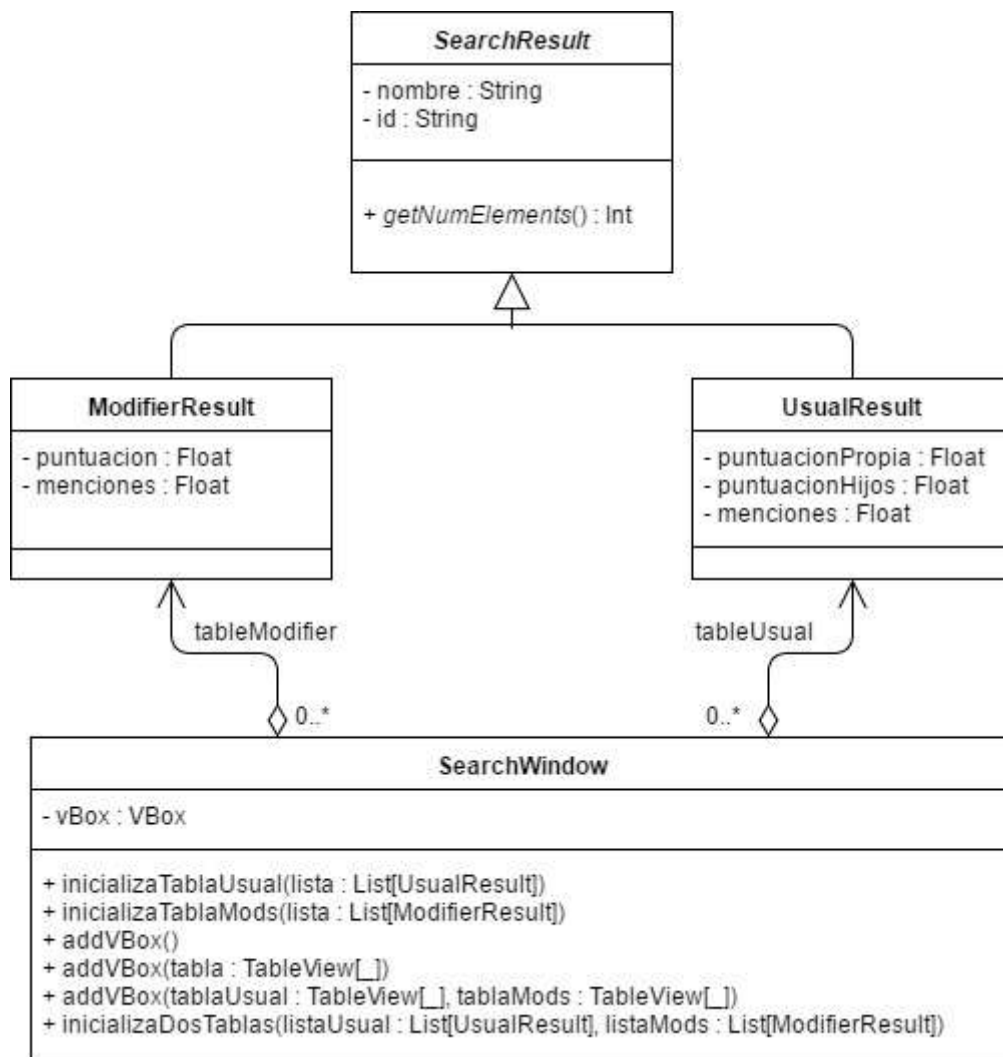 SearchResult
- nombre : String
- id : String
+ getNumElements() : Int
ModifierResult
- puntuacion : Float
- menciones : Float
UsualResult
- puntuacionPropia : Float
- puntuacionHijos : Float
- menciones : Float
tableModifier
tableUsual
0..*
0..*
SearchWindow
- vBox : VBox
+ inicializaTablaUsual(lista : List[UsualResult])
+ inicializaTablaMods(lista : List[ModifierResult])
+ addVBox()
+ addVBox(tabla : TableView[_])
+ addVBox(tablaUsual : TableView[_], tablaMods : TableView[_])
+ inicializaDosTablas(listaUsual : List[UsualResult], listaMods : List[ModifierResult])